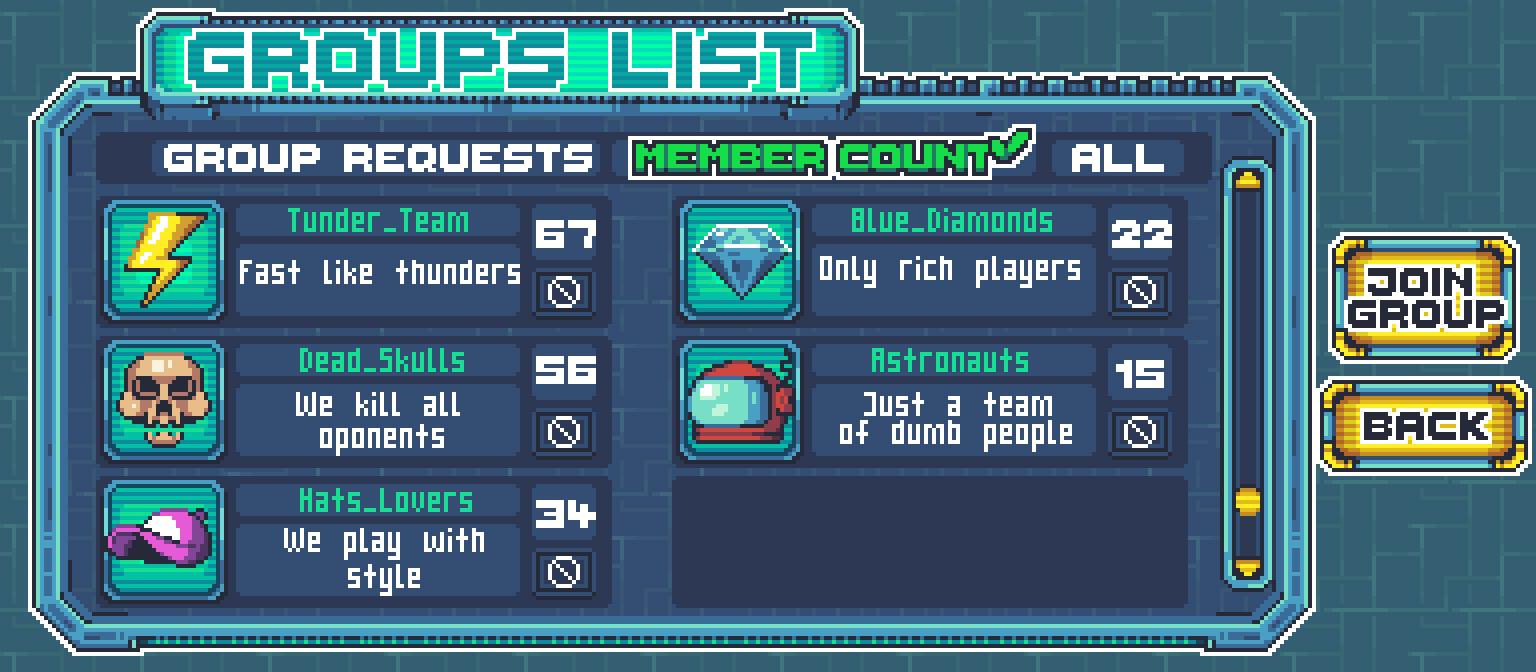 GROUPS LIST
GROUP REQUESTS
MEMBER COUNT
ALL
Tunder_Team
67
Fast like thunders
Blue_Diamonds
22
Only rich players
Dead_Skulls
56
We kill all
oponents
Astronauts
15
Just a team
of dumb people
Hats_Lovers
34
We play with
style
JOIN
GROUP
BACK